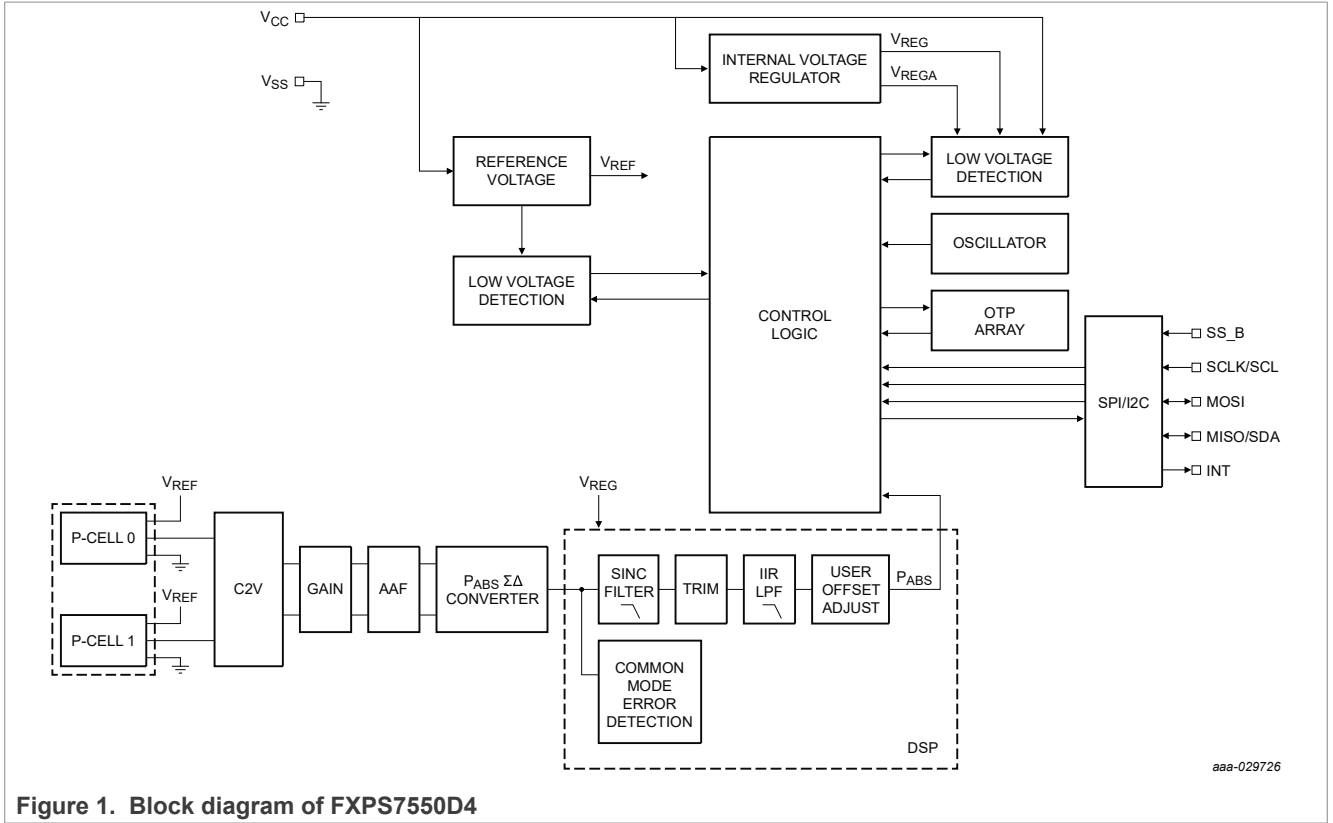 VCC
VSS
INTERNAL VOLTAGE
REGULATOR
VREG
VREGA
REFERENCE
VOLTAGE
VREF
LOW VOLTAGE
DETECTION
LOW VOLTAGE
DETECTION
CONTROL
LOGIC
OSCILLATOR
OTP
ARRAY
SPI/I2C
SS_B
SCLK/SCL
MOSI
MISO/SDA
INT
VREF
P-CELL 0
VREF
P-CELL 1
C2V
GAIN
AAF
PABS ΣΔ
CONVERTER
VREG
SINC
FILTER
TRIM
IIR
LPF
USER
OFFSET
ADJUST
PABS
COMMON
MODE
ERROR
DETECTION
DSP
aaa-029726
Figure 1. Block diagram of FXPS7550D4